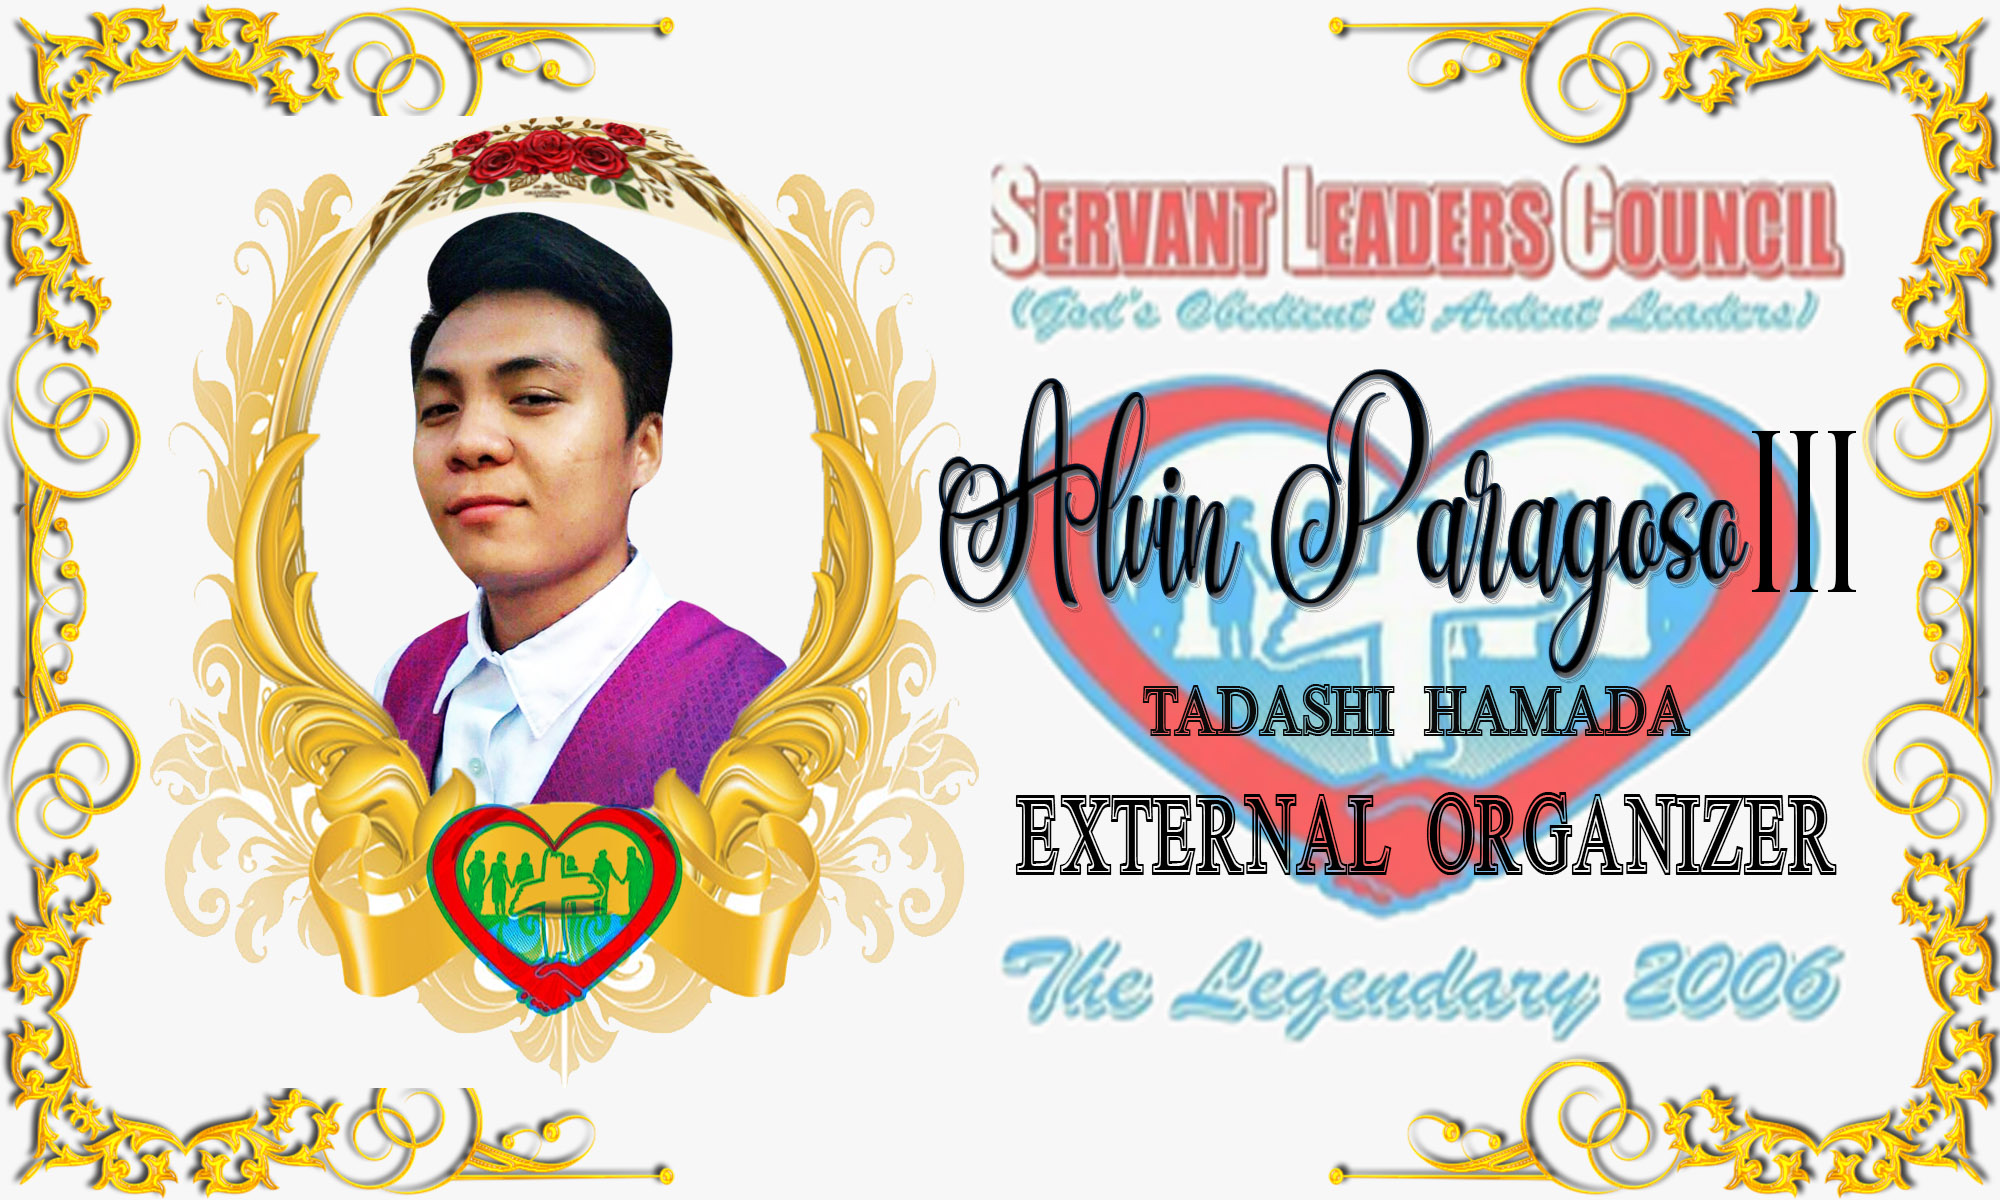 SERVANT LEADERS COUNCIL
(God's Obedient & Ardent Leaders)
Alvin Paragoso III
TADASHI HAMADA
EXTERNAL ORGANIZER
The Legendary 2006